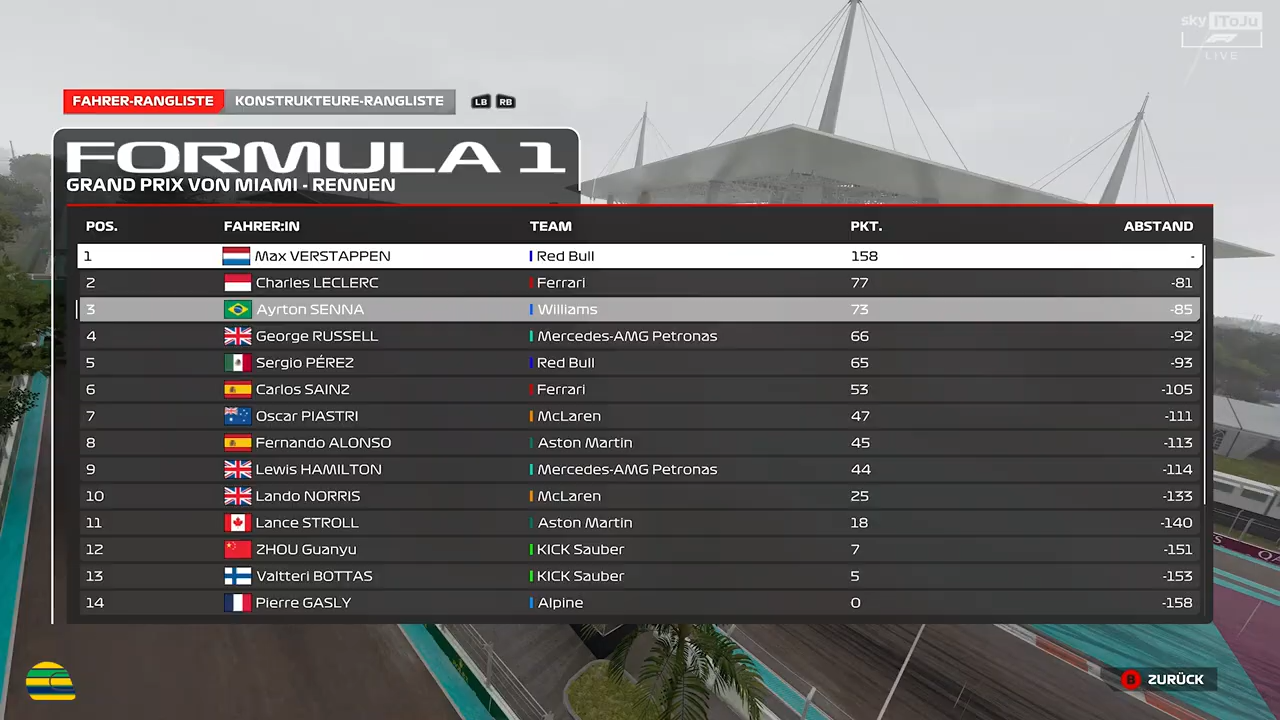 sky iToJu
F1
LIVE
FAHRER-RANGLISTE KONSTRUKTEURE-RANGLISTE LB RB
FORMULA 1
GRAND PRIX VON MIAMI - RENNEN
POS. FAHRER:IN TEAM PKT. ABSTAND
1 Max VERSTAPPEN Red Bull 158 -
2 Charles LECLERC Ferrari 77 -81
3 Ayrton SENNA Williams 73 -85
4 George RUSSELL Mercedes-AMG Petronas 66 -92
5 Sergio PÉREZ Red Bull 65 -93
6 Carlos SAINZ Ferrari 53 -105
7 Oscar PIASTRI McLaren 47 -111
8 Fernando ALONSO Aston Martin 45 -113
9 Lewis HAMILTON Mercedes-AMG Petronas 44 -114
10 Lando NORRIS McLaren 25 -133
11 Lance STROLL Aston Martin 18 -140
12 ZHOU Guanyu KICK Sauber 7 -151
13 Valtteri BOTTAS KICK Sauber 5 -153
14 Pierre GASLY Alpine 0 -158
B ZURÜCK